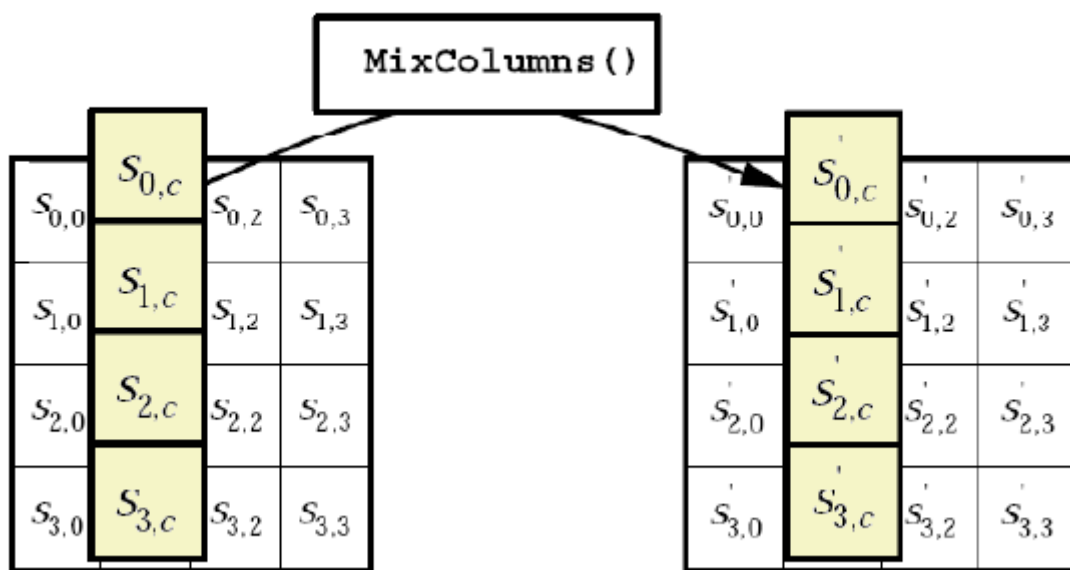 MixColumns()
s0,c s'0,c
s0,0 s0,2 s0,3 s'0,0 s'0,2 s'0,3
s1,c s'1,c
s1,0 s1,2 s1,3 s'1,0 s'1,2 s'1,3
s2,c s'2,c
s2,0 s2,2 s2,3 s'2,0 s'2,2 s'2,3
s3,c s'3,c
s3,0 s3,2 s3,3 s'3,0 s'3,2 s'3,3